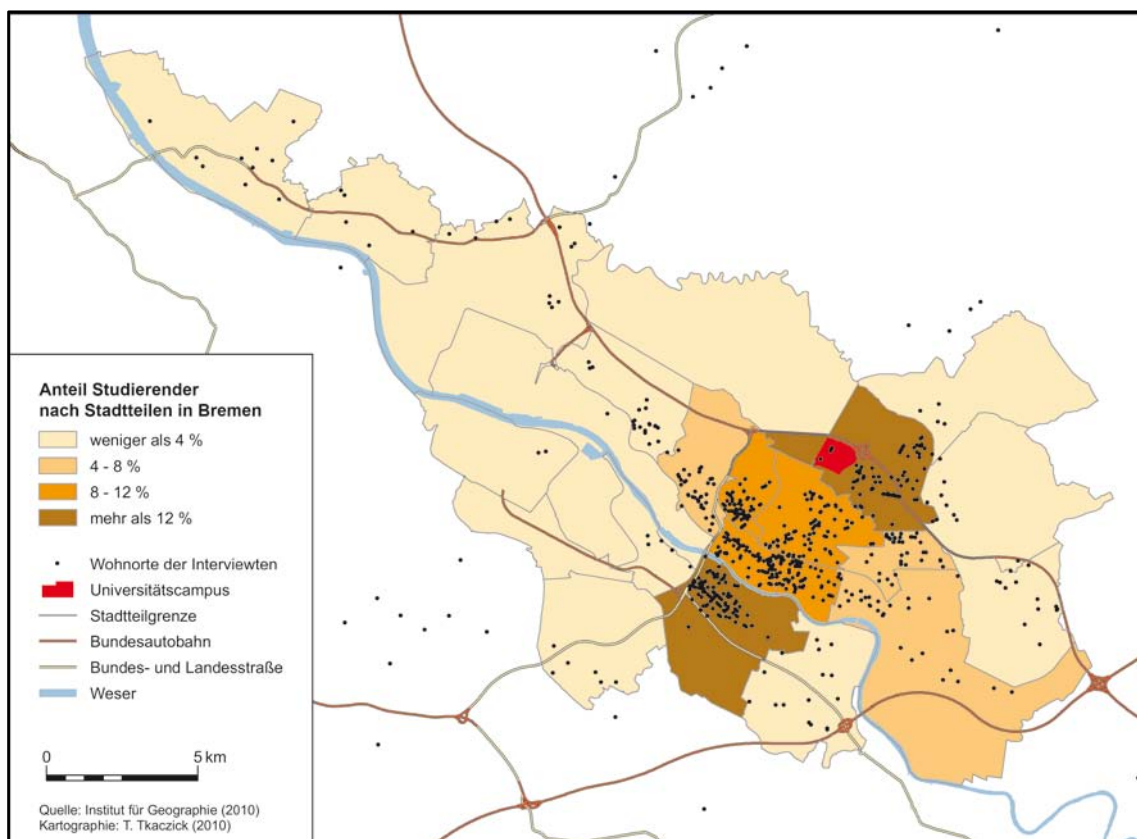 Anteil Studierender
nach Stadtteilen in Bremen
weniger als 4 %
4 - 8 %
8 - 12 %
mehr als 12 %
Wohnorte der Interviewten
Universitätscampus
Stadtteilgrenze
Bundesautobahn
Bundes- und Landesstraße
Weser
0 5 km
Quelle: Institut für Geographie (2010)
Kartographie: T. Tkaczick (2010)